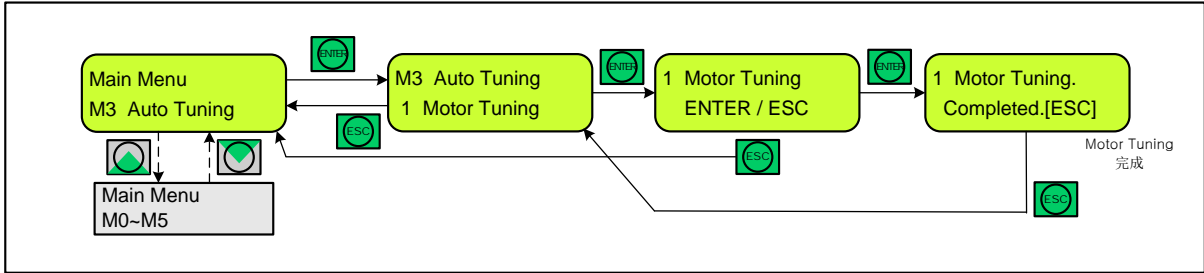 ENTER
ENTER
ENTER
Main Menu
M3 Auto Tuning
M3 Auto Tuning
1 Motor Tuning
1 Motor Tuning
ENTER / ESC
1 Motor Tuning.
Completed.[ESC]
ESC
ESC
Motor Tuning
完成
Main Menu
M0~M5
ESC